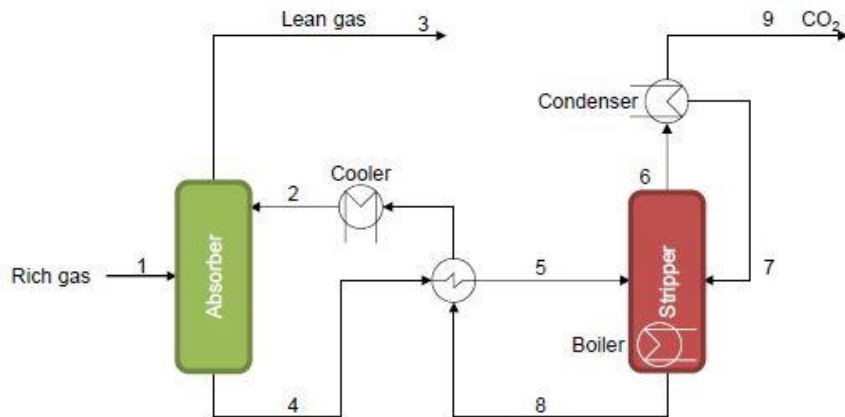 Lean gas 3
9 CO₂
Condenser
6
Cooler
2
Absorber
Stripper
Rich gas 1
5
7
Boiler
4
8